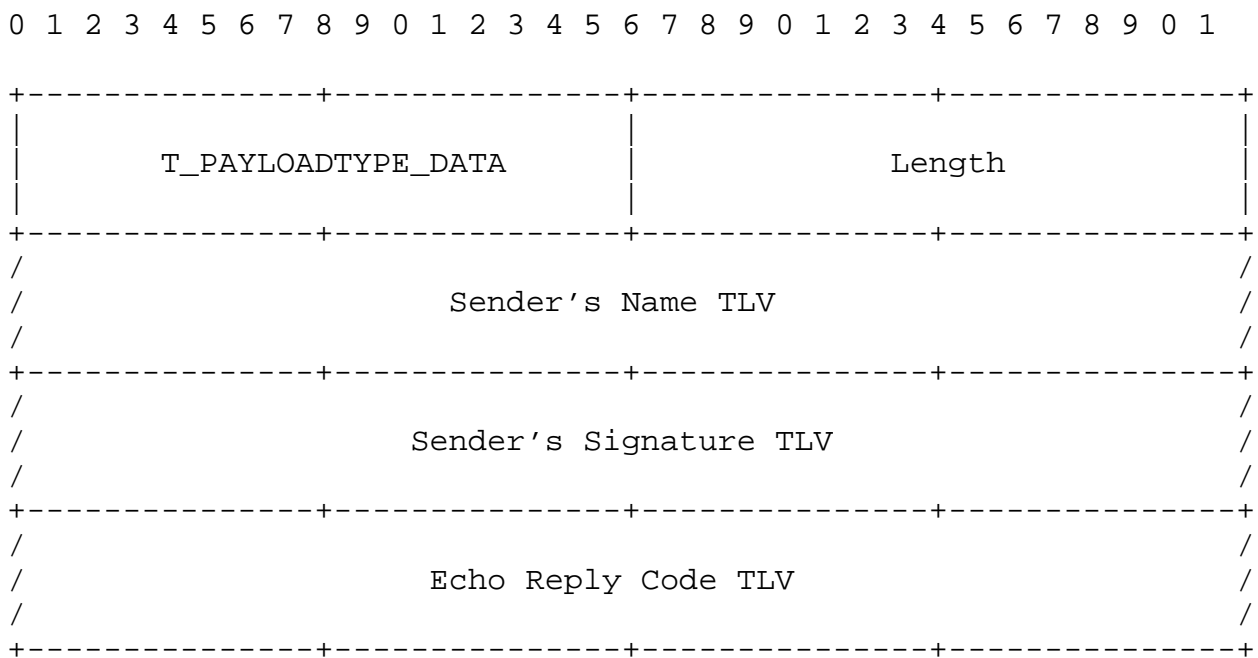 0 1 2 3 4 5 6 7 8 9 0 1 2 3 4 5 6 7 8 9 0 1 2 3 4 5 6 7 8 9 0 1
+---------------+---------------+---------------+---------------+
|                               |                               |
|       T_PAYLOADTYPE_DATA      |             Length            |
|                               |                               |
+---------------+---------------+---------------+---------------+
/                                                               /
/                      Sender’s Name TLV                        /
/                                                               /
+---------------+---------------+---------------+---------------+
/                                                               /
/                    Sender’s Signature TLV                     /
/                                                               /
+---------------+---------------+---------------+---------------+
/                                                               /
/                     Echo Reply Code TLV                       /
/                                                               /
+---------------+---------------+---------------+---------------+